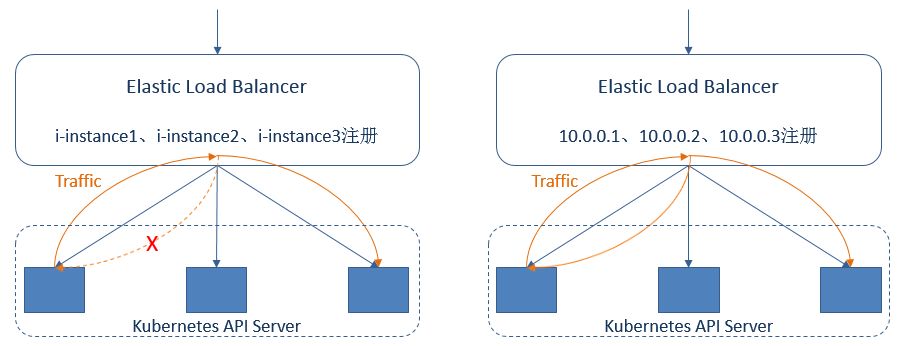 Elastic Load Balancer
i-instance1、i-instance2、i-instance3注册
Traffic
X
Kubernetes API Server
Elastic Load Balancer
10.0.0.1、10.0.0.2、10.0.0.3注册
Traffic
Kubernetes API Server